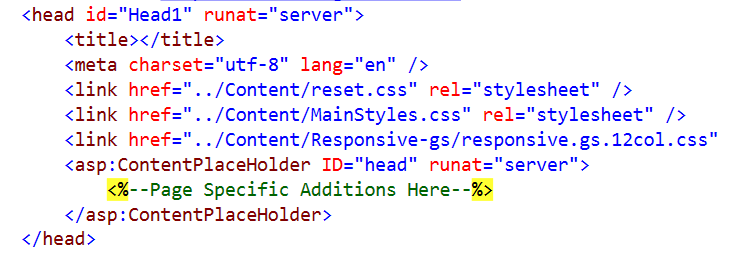 <head id="Head1" runat="server">
<title></title>
<meta charset="utf-8" lang="en" />
<link href="../Content/reset.css" rel="stylesheet" />
<link href="../Content/MainStyles.css" rel="stylesheet" />
<link href="../Content/Responsive-gs/responsive.gs.12col.css"
<asp:ContentPlaceHolder ID="head" runat="server">
<%--Page Specific Additions Here--%>
</asp:ContentPlaceHolder>
</head>